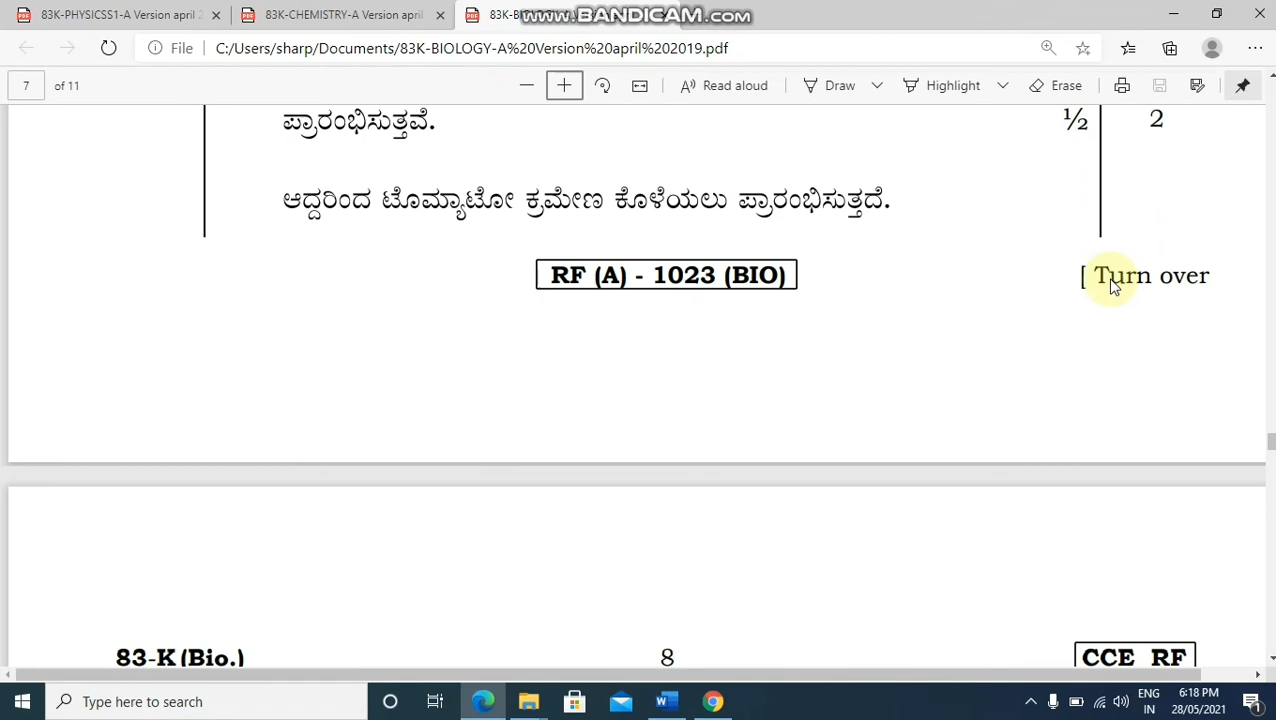 83K-PHYSICSS1-A Version april 2
83K-CHEMISTRY-A Version april
83K-
www.BANDICAM.com
File
C:/Users/sharp/Documents/83K-BIOLOGY-A%20Version%20april%202019.pdf
7 of 11
Read aloud
Draw
Highlight
Erase
ಪ್ರಾರಂಭಿಸುತ್ತವೆ. ½ 2
ಆದ್ದರಿಂದ ಟೊಮ್ಯಾಟೋ ಕ್ರಮೇಣ ಕೊಳೆಯಲು ಪ್ರಾರಂಭಿಸುತ್ತದೆ.
RF (A) - 1023 (BIO) [ Turn over
83-K (Bio.) 8 CCE RF
Type here to search
ENG 6:18 PM
IN 28/05/2021